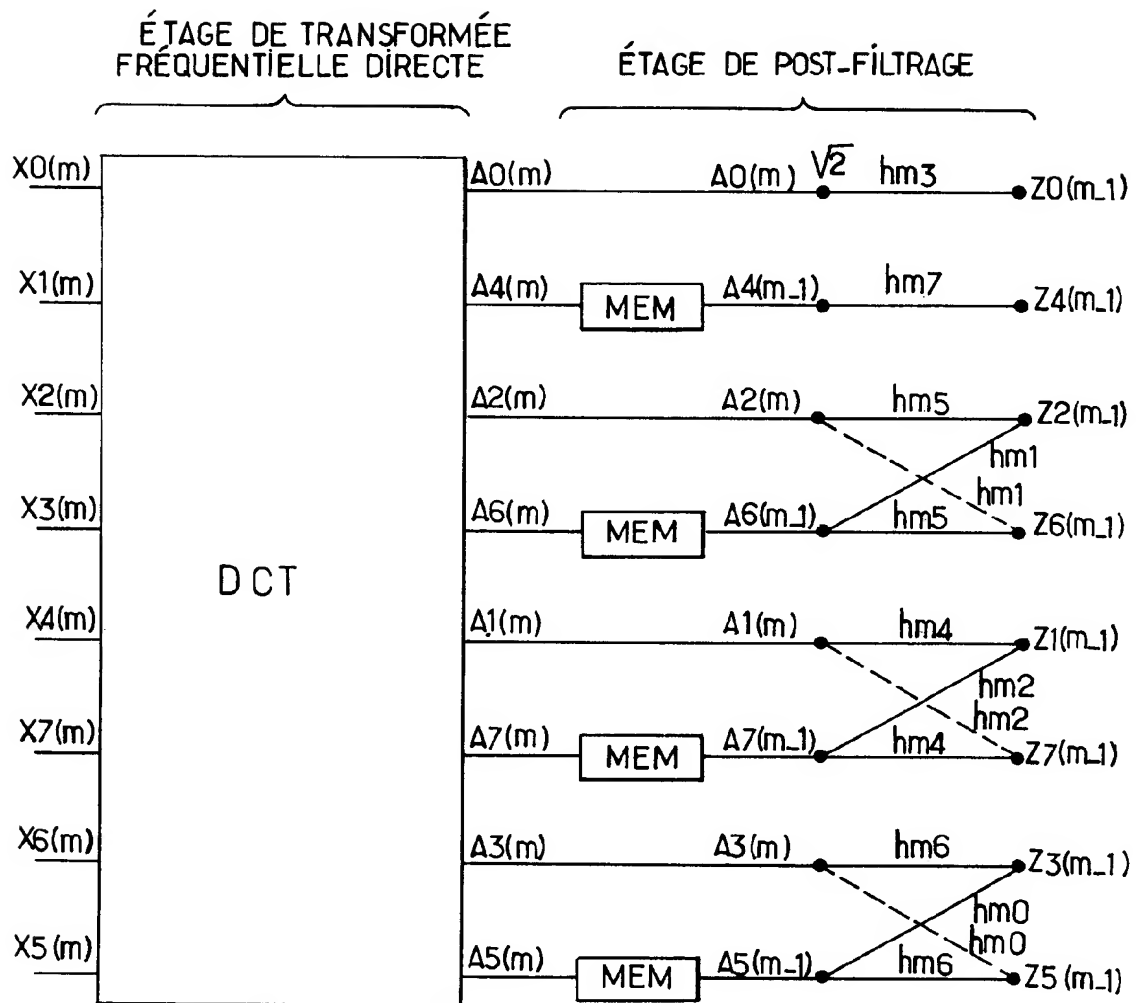 ÉTAGE DE TRANSFORMÉE
FRÉQUENTIELLE DIRECTE
ÉTAGE DE POST-FILTRAGE
X0(m) A0(m) A0(m) √2 hm3 Z0(m_1)
X1(m) A4(m) MEM A4(m_1) hm7 Z4(m_1)
X2(m) A2(m) A2(m) hm5 Z2(m_1)
hm1
hm1
X3(m) A6(m) MEM A6(m_1) hm5 Z6(m_1)
DCT
X4(m) A1(m) A1(m) hm4 Z1(m_1)
hm2
hm2
X7(m) A7(m) MEM A7(m_1) hm4 Z7(m_1)
X6(m) A3(m) A3(m) hm6 Z3(m_1)
hm0
hm0
X5(m) A5(m) MEM A5(m_1) hm6 Z5(m_1)